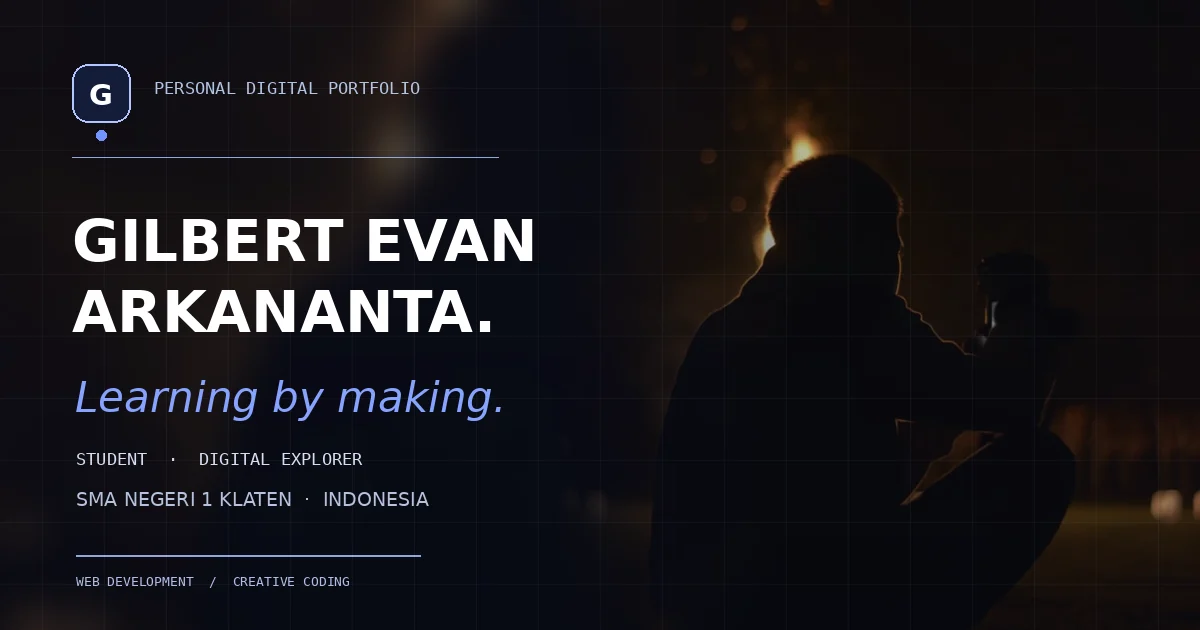 G
PERSONAL DIGITAL PORTFOLIO
GILBERT EVAN
ARKANANTA.
Learning by making.
STUDENT · DIGITAL EXPLORER
SMA NEGERI 1 KLATEN · INDONESIA
WEB DEVELOPMENT / CREATIVE CODING